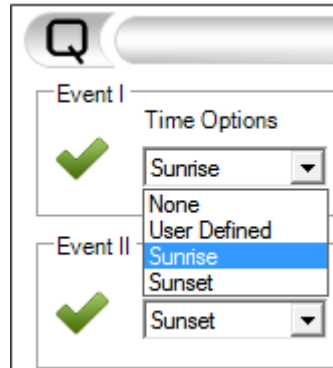 Q
Event I
Time Options
Sunrise
None
User Defined
Sunrise
Sunset
Event II
Sunset